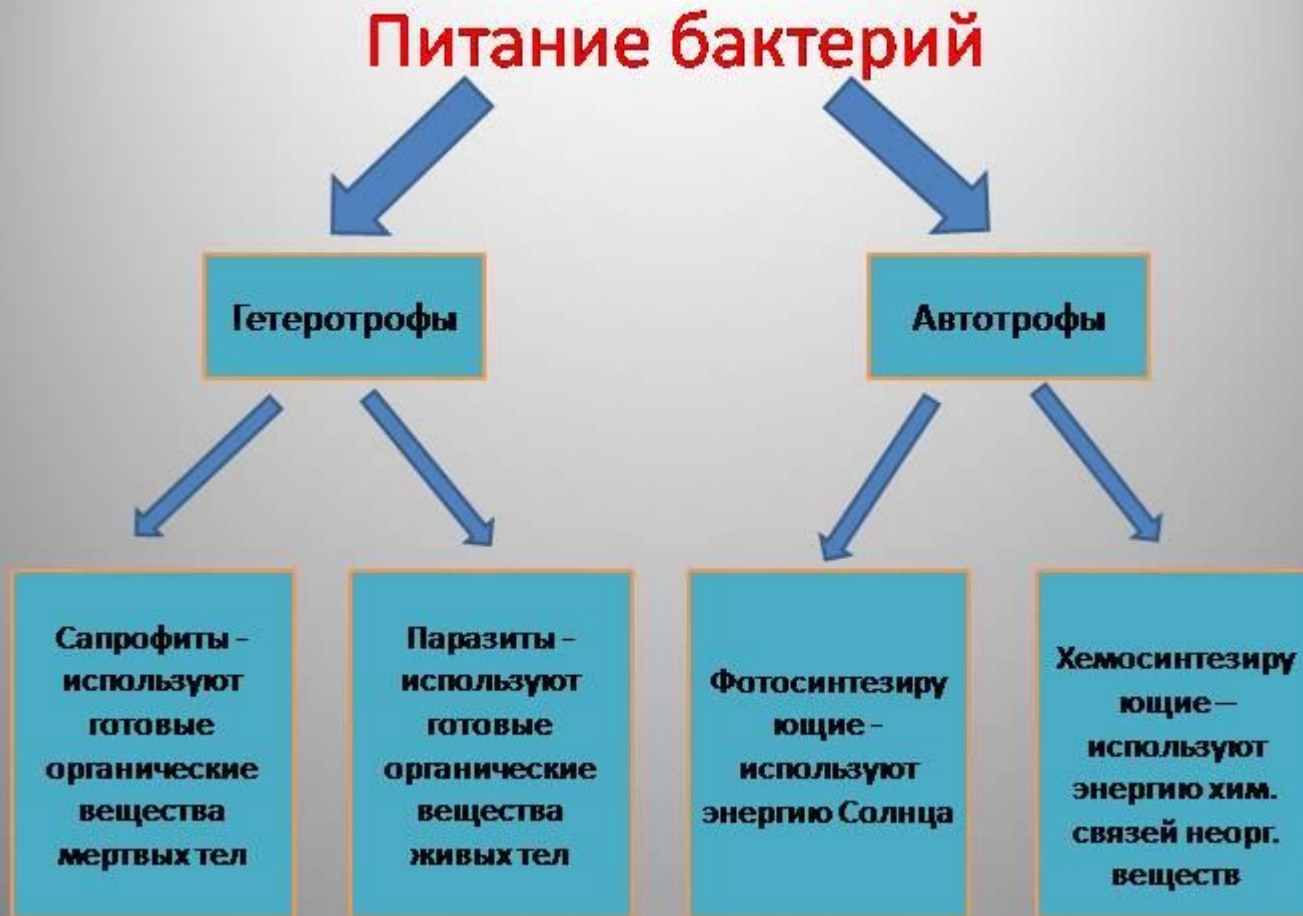 Питание бактерий
Гетеротрофы
Автотрофы
Сапрофиты -
используют
готовые
органические
вещества
мертвых тел
Паразиты -
используют
готовые
органические
вещества
живых тел
Фотосинтезиру
ющие -
используют
энергию Солнца
Хемосинтезиру
ющие –
используют
энергию хим.
связей неорг.
веществ